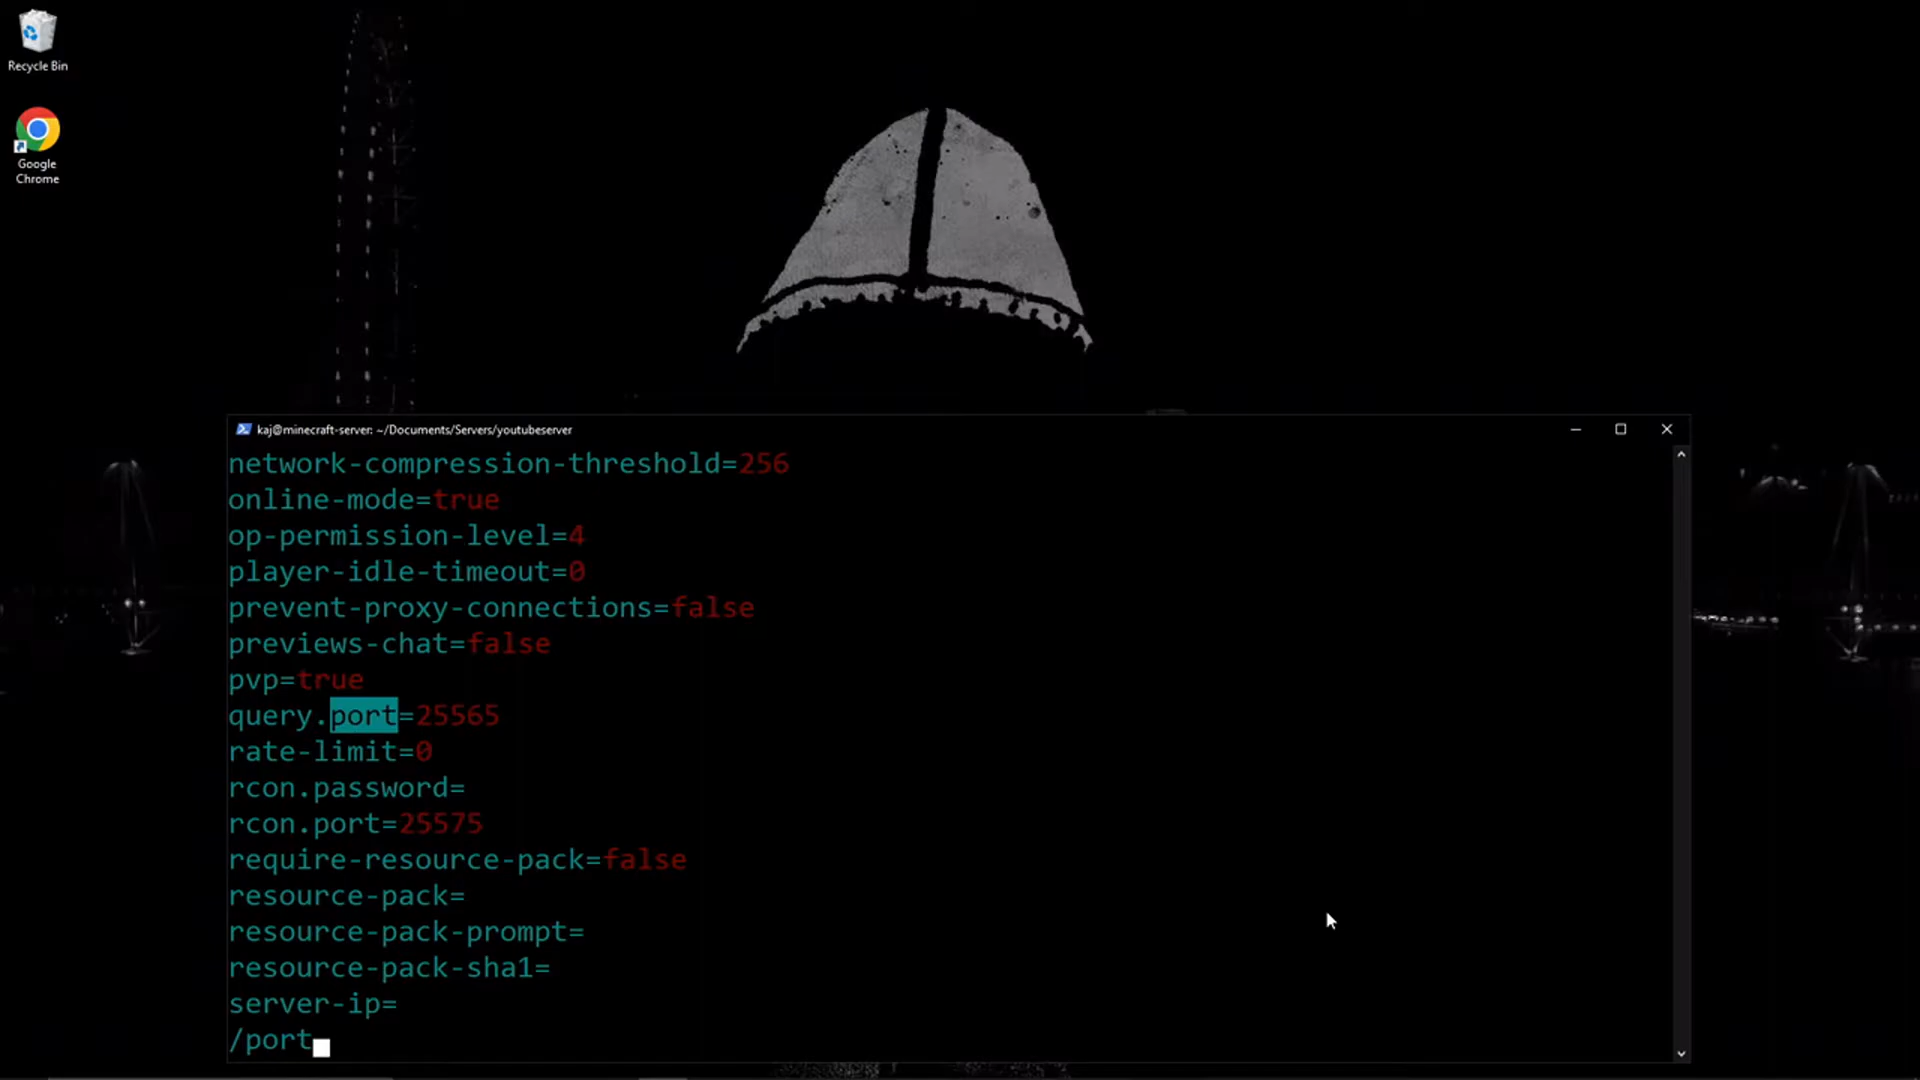 Recycle Bin
Google
Chrome
kaj@minecraft-server: ~/Documents/Servers/youtubeserver
network-compression-threshold=256
online-mode=true
op-permission-level=4
player-idle-timeout=0
prevent-proxy-connections=false
previews-chat=false
pvp=true
query.port=25565
rate-limit=0
rcon.password=
rcon.port=25575
require-resource-pack=false
resource-pack=
resource-pack-prompt=
resource-pack-sha1=
server-ip=
/port